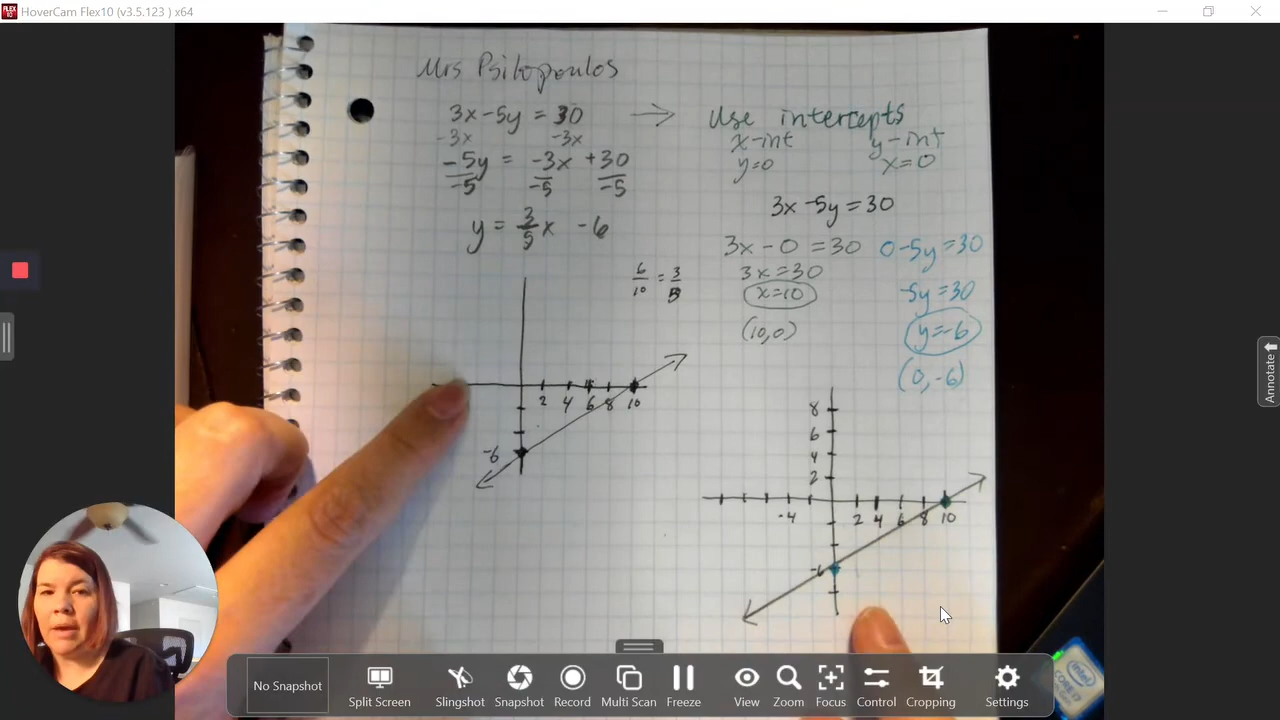 HoverCam Flex10 (v3.5.123 ) x64
FLEX
10
Mrs Psilopoulos
3x-5y = 30 →
-3x -3x
-5y = -3x +30
-5 -5 -5
y = 3/5 x - 6
6/10 = 3/5
2 4 6 8 10
-6
Use intercepts
x-int y-int
y=0 x=0
3x-5y=30
3x - 0 = 30 0-5y=30
3x=30 -5y=30
x=10 y=-6
(10,0) (0,-6)
8
6
4
2
-4 2 4 6 8 10
-6
Annotate
No Snapshot
Split Screen
Slingshot
Snapshot
Record
Multi Scan
Freeze
View
Zoom
Focus
Control
Cropping
Settings
intel